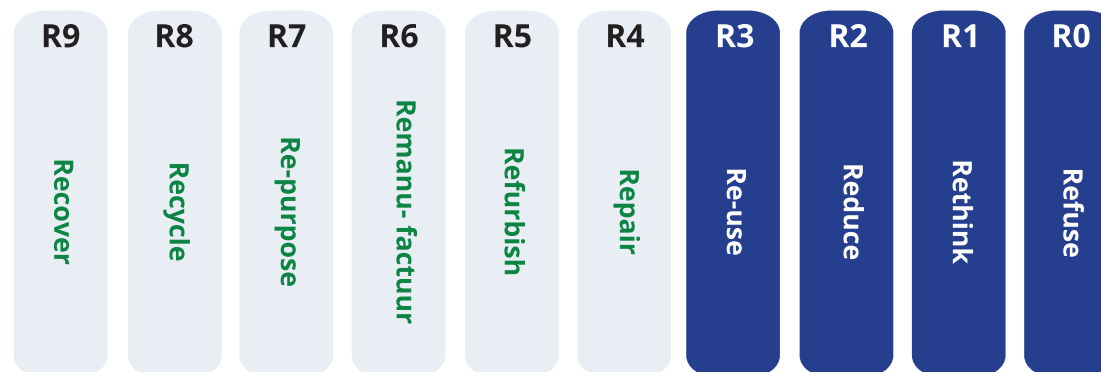 R9
Recover
R8
Recycle
R7
Re-purpose
R6
Remanu- factuur
R5
Refurbish
R4
Repair
R3
Re-use
R2
Reduce
R1
Rethink
R0
Refuse